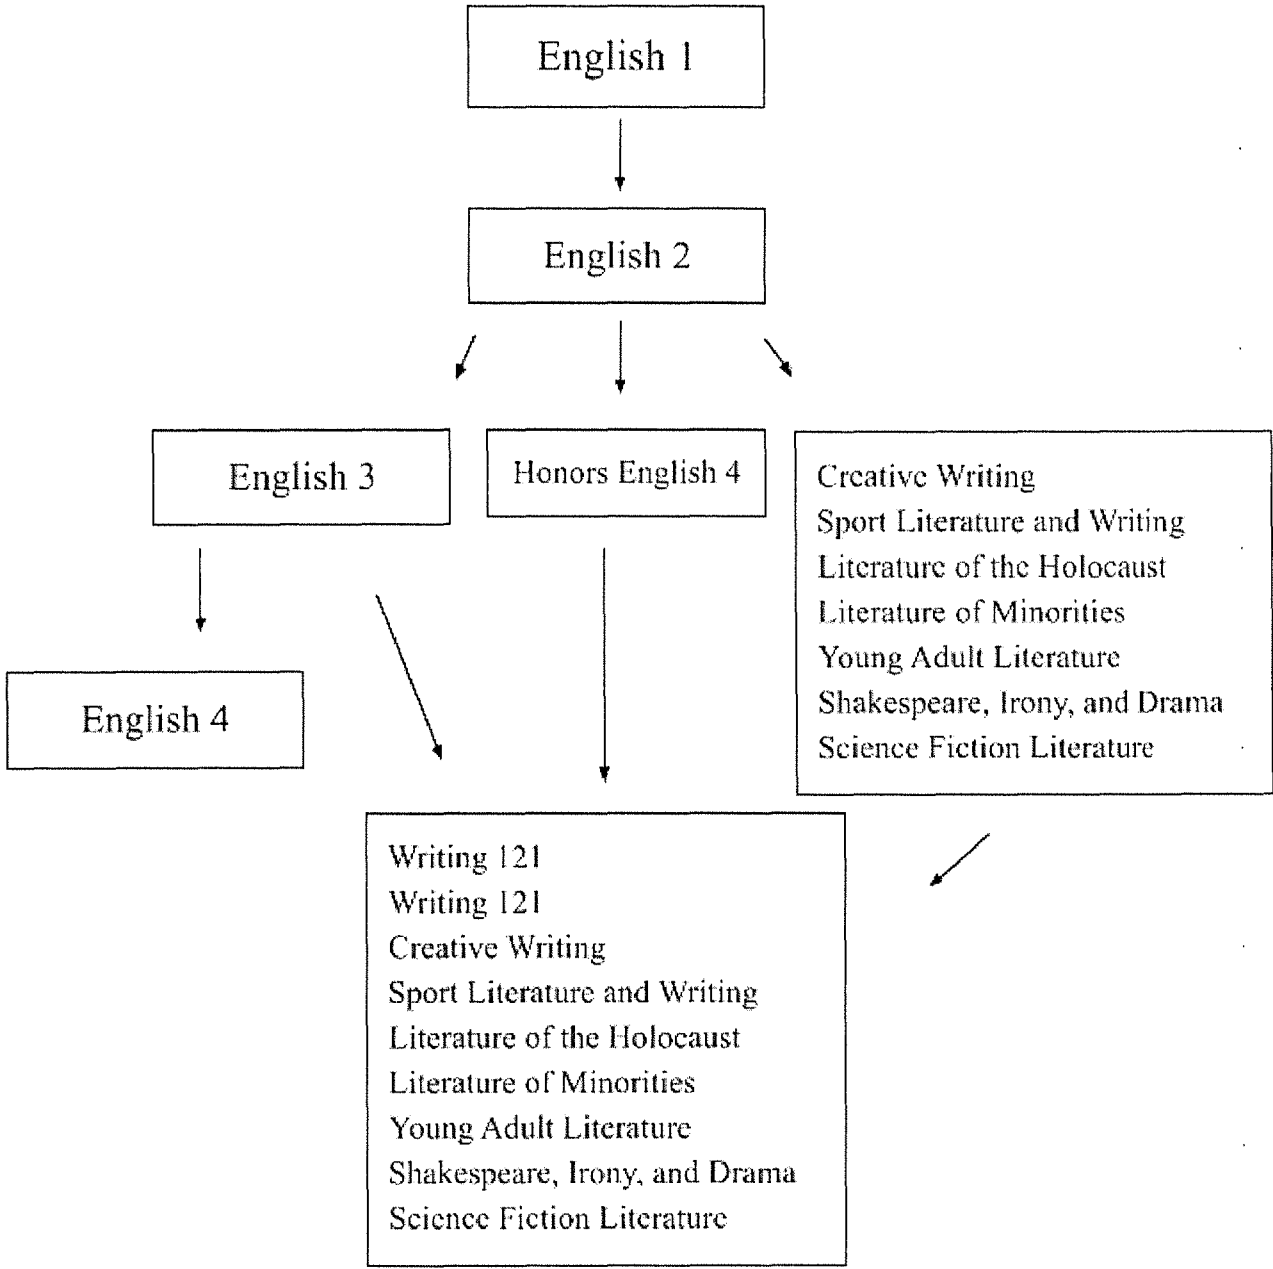 English 1
English 2
English 3
Honors English 4
Creative Writing
Sport Literature and Writing
Literature of the Holocaust
Literature of Minorities
Young Adult Literature
Shakespeare, Irony, and Drama
Science Fiction Literature
English 4
Writing 121
Writing 121
Creative Writing
Sport Literature and Writing
Literature of the Holocaust
Literature of Minorities
Young Adult Literature
Shakespeare, Irony, and Drama
Science Fiction Literature